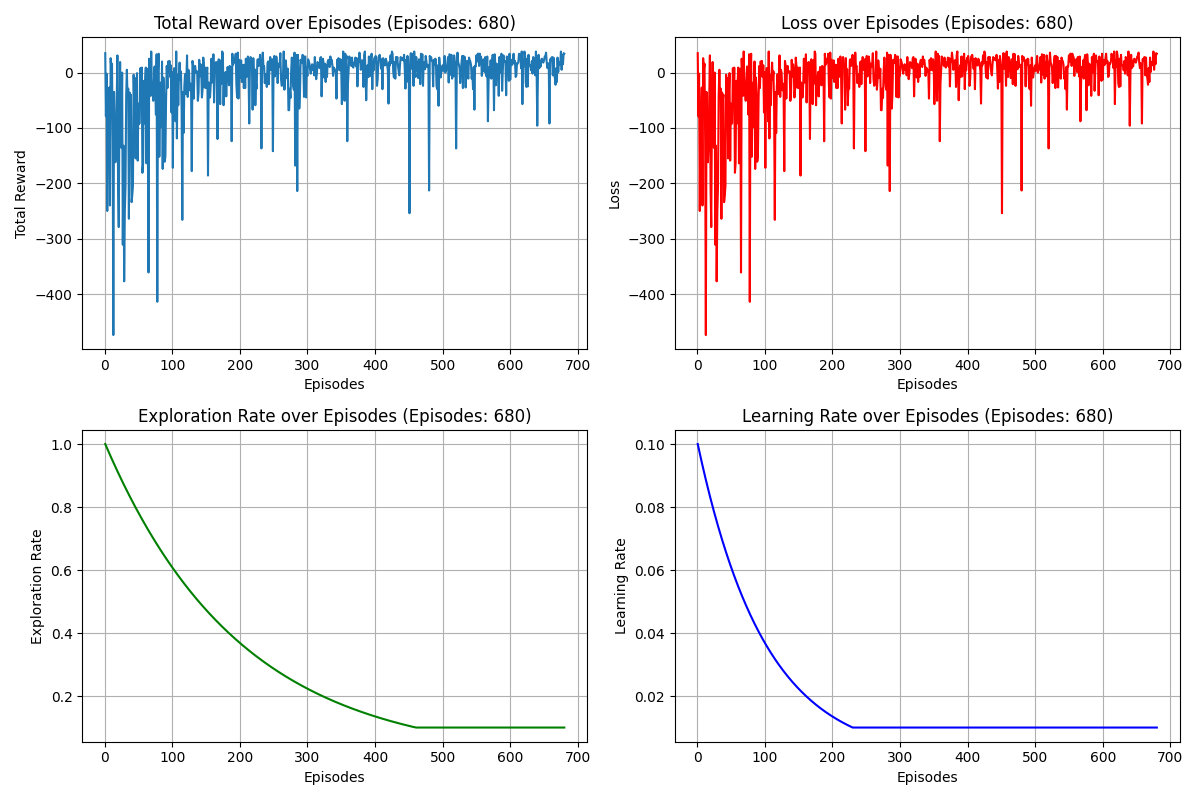 Total Reward over Episodes (Episodes: 680)
Total Reward
0
−100
−200
−300
−400
0 100 200 300 400 500 600 700
Episodes
Loss over Episodes (Episodes: 680)
Loss
0
−100
−200
−300
−400
0 100 200 300 400 500 600 700
Episodes
Exploration Rate over Episodes (Episodes: 680)
Exploration Rate
1.0
0.8
0.6
0.4
0.2
0 100 200 300 400 500 600 700
Episodes
Learning Rate over Episodes (Episodes: 680)
Learning Rate
0.10
0.08
0.06
0.04
0.02
0 100 200 300 400 500 600 700
Episodes